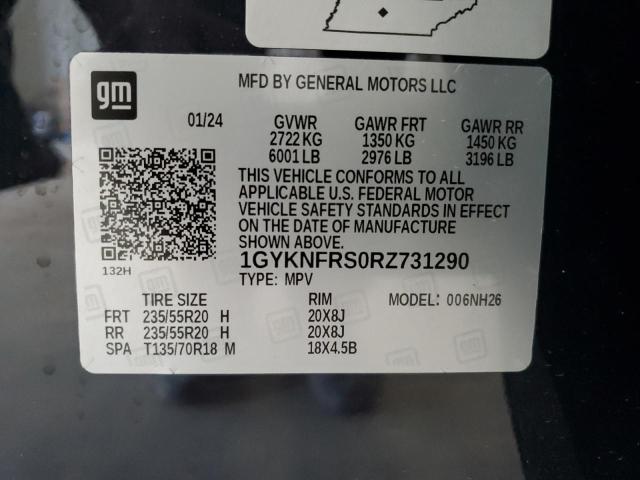 gm
MFD BY GENERAL MOTORS LLC
01/24 GVWR GAWR FRT GAWR RR
2722 KG 1350 KG 1450 KG
6001 LB 2976 LB 3196 LB
THIS VEHICLE CONFORMS TO ALL
APPLICABLE U.S. FEDERAL MOTOR
VEHICLE SAFETY STANDARDS IN EFFECT
ON THE DATE OF MANUFACTURE
SHOWN ABOVE.
132H
1GYKNFRS0RZ731290
TYPE: MPV
TIRE SIZE RIM MODEL: 006NH26
FRT 235/55R20 H 20X8J
RR 235/55R20 H 20X8J
SPA T135/70R18 M 18X4.5B